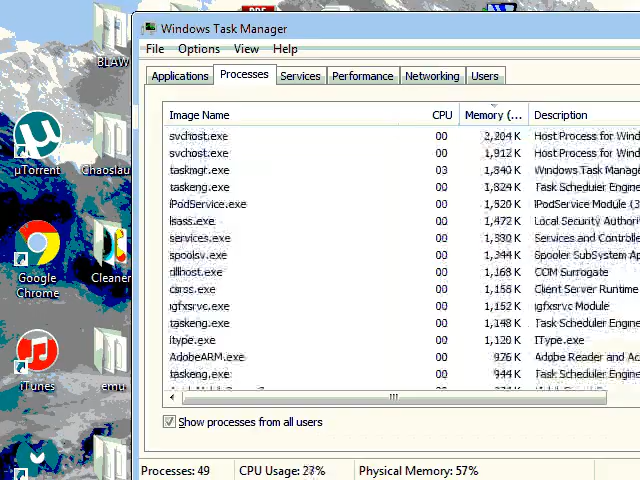 BLAW
Windows Task Manager
File Options View Help
Applications Processes Services Performance Networking Users
Image Name CPU Memory (... Description
svchost.exe 00 2,204 K Host Process for Wind
svchost.exe 00 1,912 K Host Process for Wind
taskmgr.exe 03 1,840 K Windows Task Manage
taskeng.exe 00 1,824 K Task Scheduler Engine
iPodService.exe 00 1,520 K iPodService Module (3
lsass.exe 00 1,472 K Local Security Authori
services.exe 00 K Services and Controlle
spoolsv.exe 00 1,344 K Spooler SubSystem Ap
dllhost.exe 00 1,168 K COM Surrogate
csrss.exe 00 1,156 K Client Server Runtime
igfxsrvc.exe 00 1,152 K igfxsrvc Module
taskeng.exe 00 1,148 K Task Scheduler Engine
itype.exe 00 1,120 K IType.exe
AdobeARM.exe 00 976 K Adobe Reader and Ac
taskeng.exe 00 944 K Task Scheduler Engine
Show processes from all users
Processes: 49 CPU Usage: 27% Physical Memory: 57%
µTorrent
Chaoslau
Google
Chrome
Cleaner
iTunes
emu